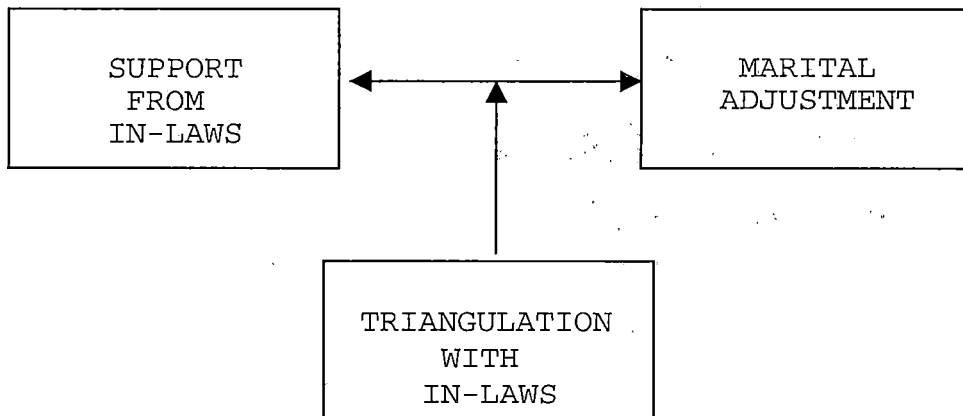 SUPPORT
FROM
IN-LAWS
MARITAL
ADJUSTMENT
TRIANGULATION
WITH
IN-LAWS